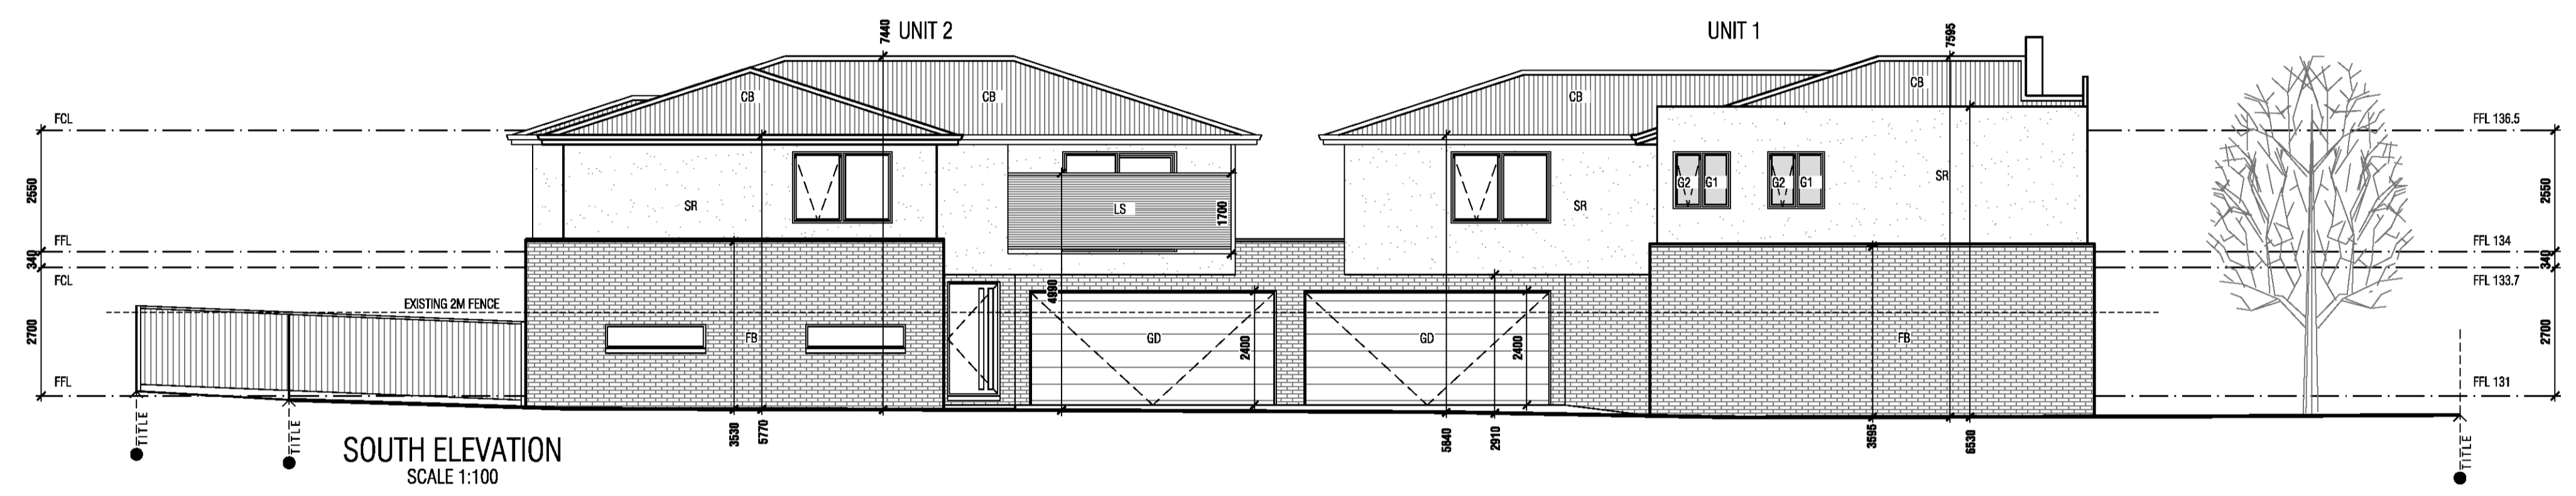 7440
UNIT 2
UNIT 1
7595
CB
CB
CB
CB
FCL
FFL 136.5
2550
SR
LS
1700
SR
G2
G1
G2
G1
SR
2550
FFL
FFL 134
340
340
FCL
FFL 133.7
4990
EXISTING 2M FENCE
2700
FB
GD
2400
GD
2400
FB
2700
FFL
FFL 131
TITLE
TITLE
3530
5770
5840
2910
3595
6530
TITLE
SOUTH ELEVATION
SCALE 1:100